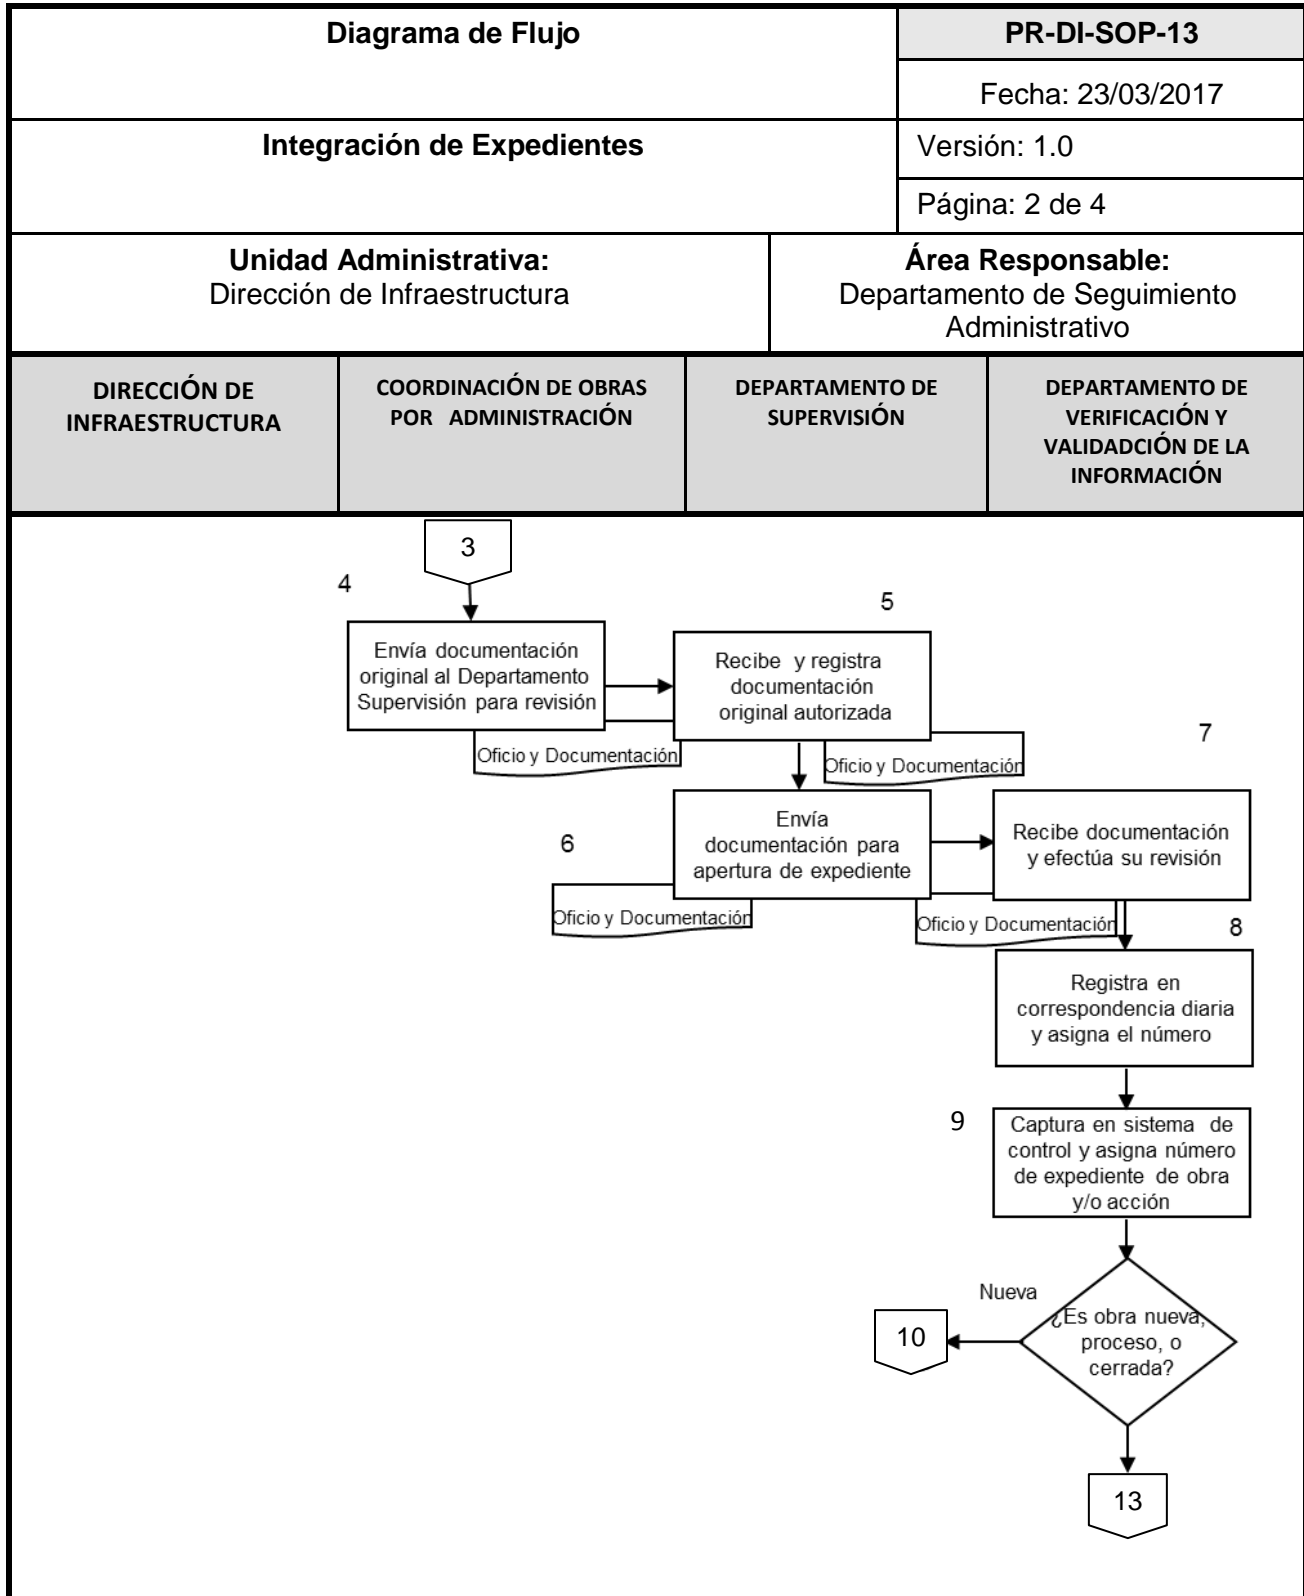 Diagrama de Flujo
PR-DI-SOP-13
Fecha: 23/03/2017
Integración de Expedientes
Versión: 1.0
Página: 2 de 4
Unidad Administrativa:
Dirección de Infraestructura
Área Responsable:
Departamento de Seguimiento
Administrativo
DIRECCIÓN DE
INFRAESTRUCTURA
COORDINACIÓN DE OBRAS
POR ADMINISTRACIÓN
DEPARTAMENTO DE
SUPERVISIÓN
DEPARTAMENTO DE
VERIFICACIÓN Y
VALIDADCIÓN DE LA
INFORMACIÓN
3
4
Envía documentación
original al Departamento
Supervisión para revisión
Oficio y Documentación
5
Recibe y registra
documentación
original autorizada
Oficio y Documentación
6
Envía
documentación para
apertura de expediente
Oficio y Documentación
7
Recibe documentación
y efectúa su revisión
Oficio y Documentación
8
Registra en
correspondencia diaria
y asigna el número
9
Captura en sistema de
control y asigna número
de expediente de obra
y/o acción
¿Es obra nueva,
proceso, o
cerrada?
Nueva
10
13